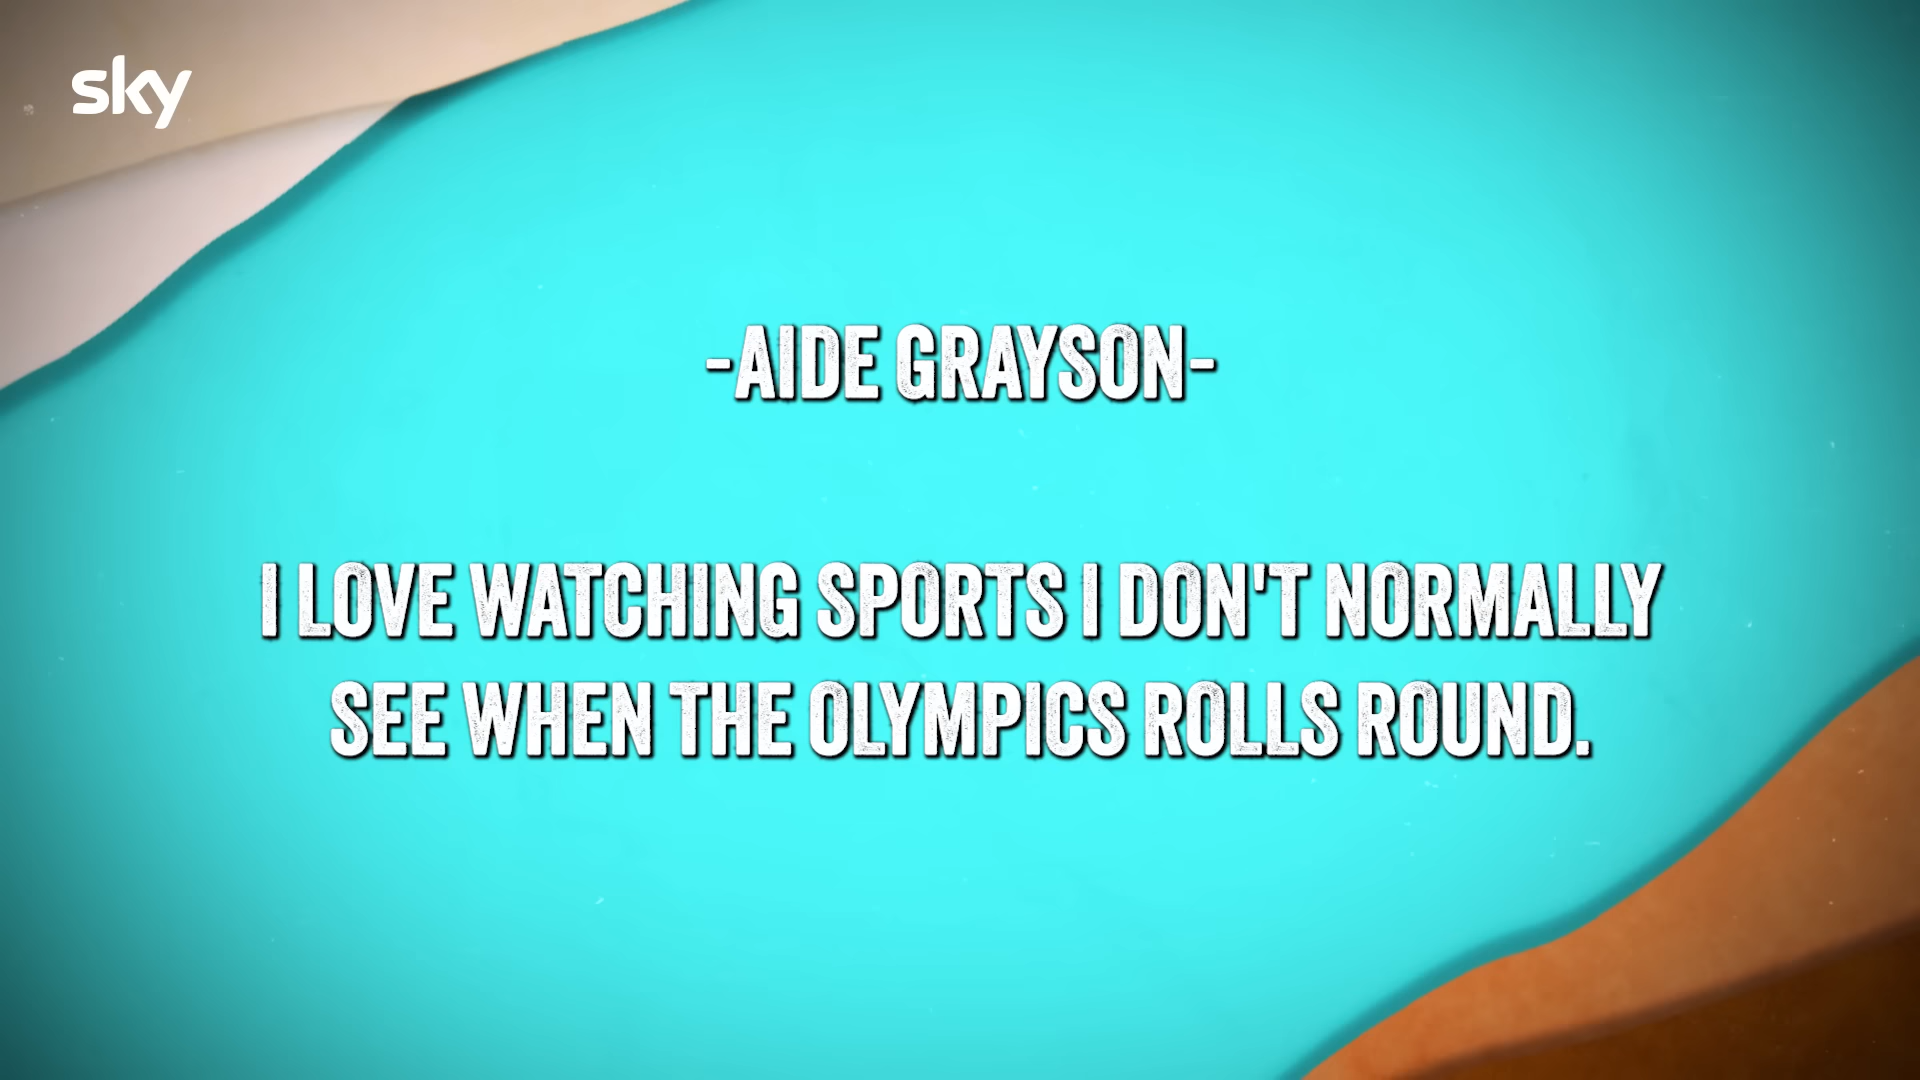 sky
-AIDE GRAYSON-
I LOVE WATCHING SPORTS I DON'T NORMALLY
SEE WHEN THE OLYMPICS ROLLS ROUND.